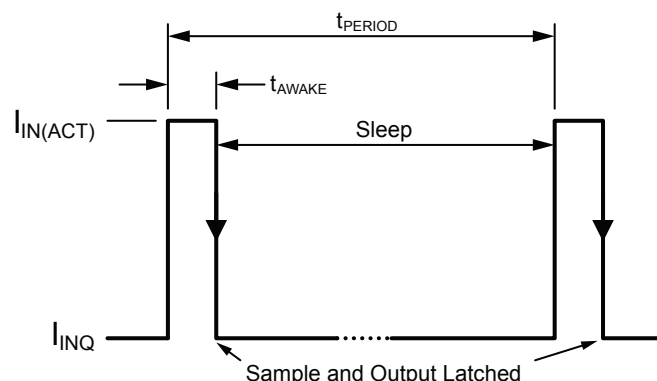 tPERIOD
tAWAKE
IIN(ACT)
Sleep
IINQ
Sample and Output Latched